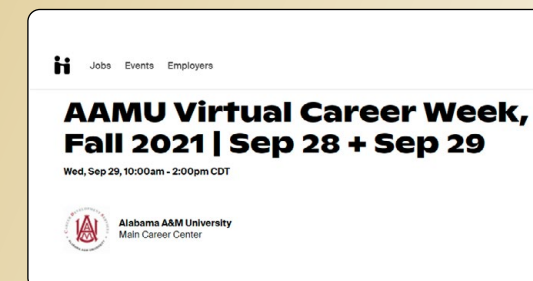 Jobs Events Employers
AAMU Virtual Career Week,
Fall 2021 | Sep 28 + Sep 29
Wed, Sep 29, 10:00am - 2:00pm CDT
Alabama A&M University
Main Career Center